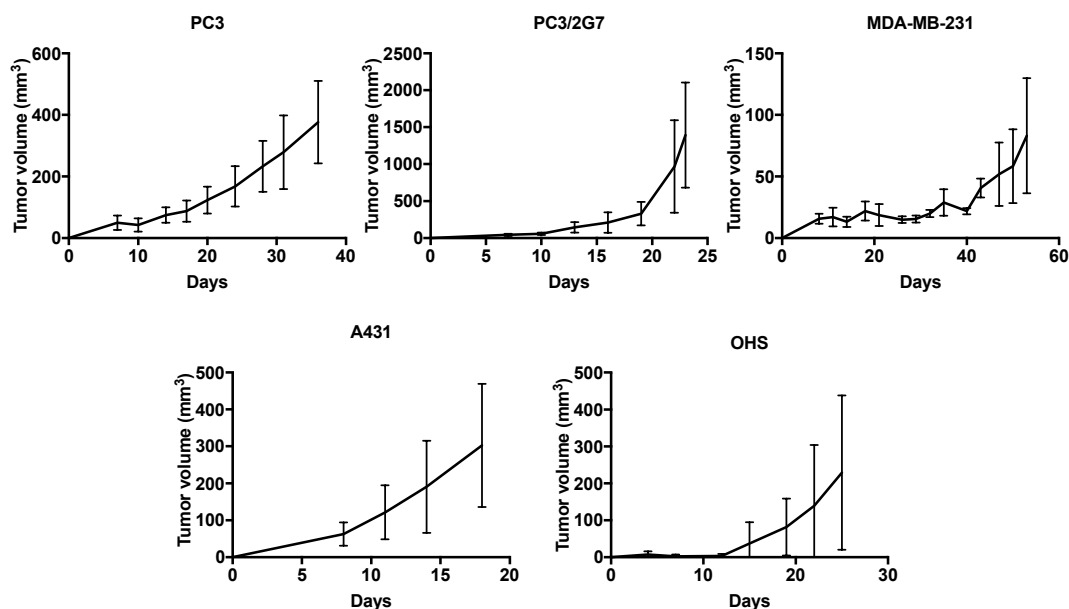 PC3
Tumor volume (mm³)
600
400
200
0
0 10 20 30 40
Days
PC3/2G7
Tumor volume (mm³)
2500
2000
1500
1000
500
0
0 5 10 15 20 25
Days
MDA-MB-231
Tumor volume (mm³)
150
100
50
0
0 20 40 60
Days
A431
Tumor volume (mm³)
500
400
300
200
100
0
0 5 10 15 20
Days
OHS
Tumor volume (mm³)
500
400
300
200
100
0
0 10 20 30
Days